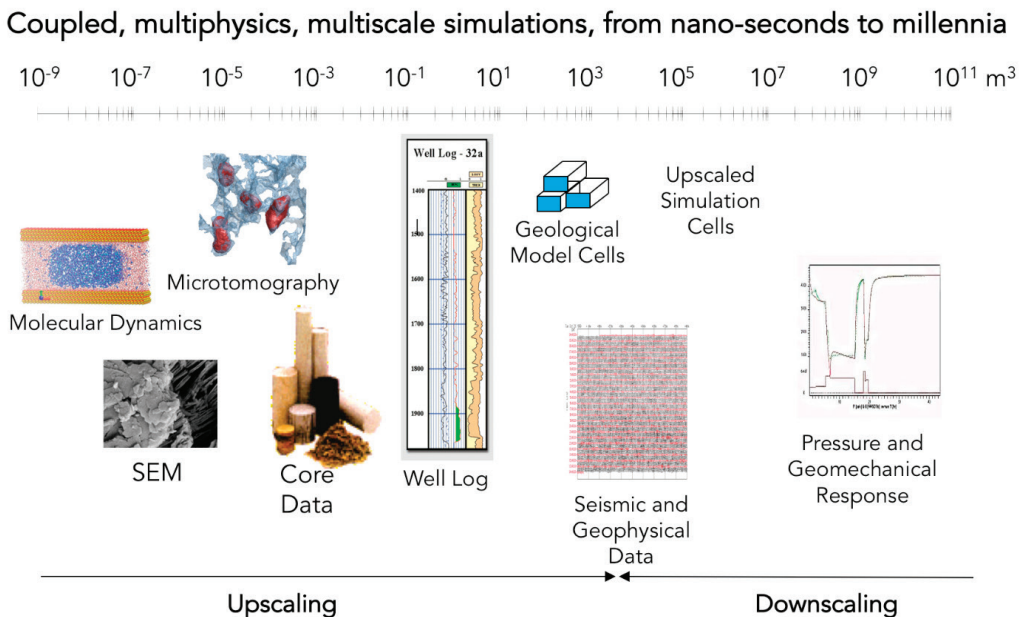 Coupled, multiphysics, multiscale simulations, from nano-seconds to millennia
10⁻⁹ 10⁻⁷ 10⁻⁵ 10⁻³ 10⁻¹ 10¹ 10³ 10⁵ 10⁷ 10⁹ 10¹¹ m³
Molecular Dynamics
Microtomography
SEM
Core
Data
Well Log - 32a
1400
1500
1600
1700
1800
1900
Well Log
Geological
Model Cells
Seismic and
Geophysical
Data
Upscaled
Simulation
Cells
Pressure and
Geomechanical
Response
Upscaling
Downscaling